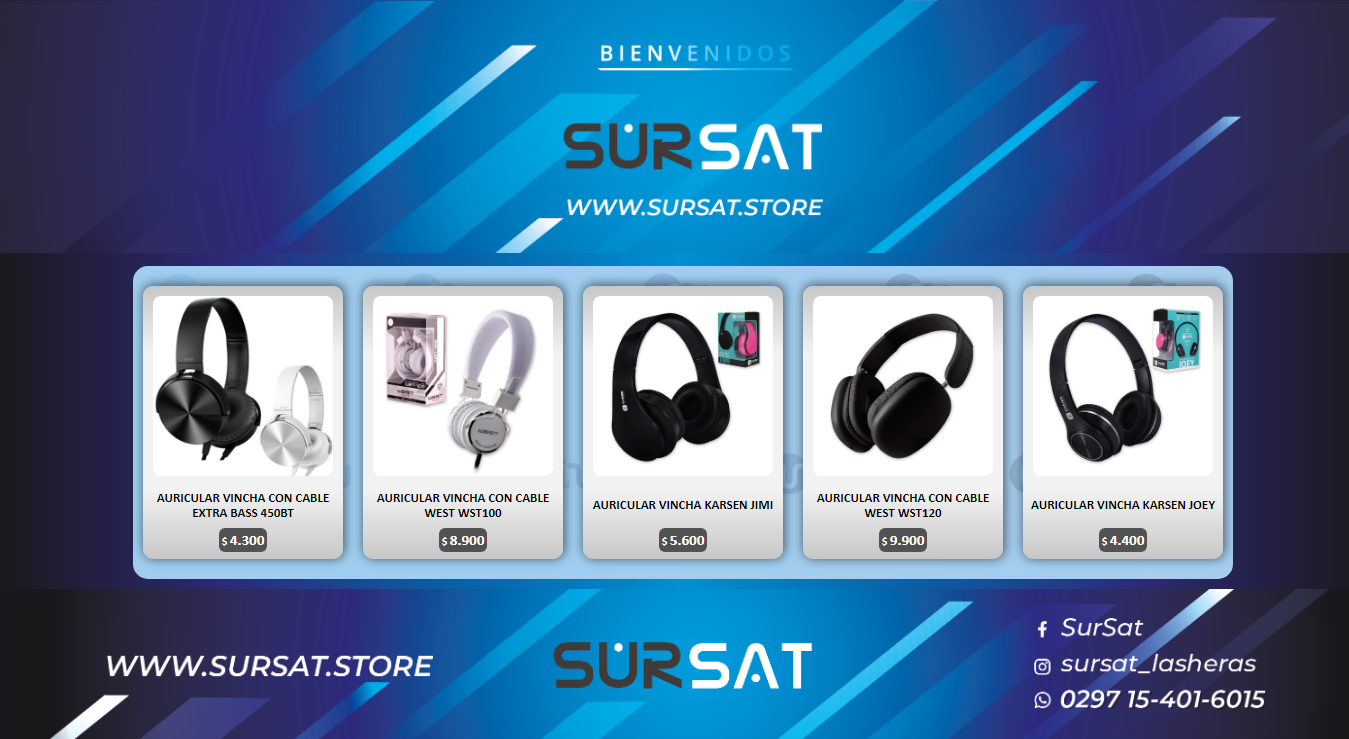 BIENVENIDOS
SURSAT
WWW.SURSAT.STORE
AURICULAR VINCHA CON CABLE
EXTRA BASS 450BT
$ 4.300
WEST
AURICULAR VINCHA CON CABLE
WEST WST100
$ 8.900
AURICULAR VINCHA KARSEN JIMI
$ 5.600
AURICULAR VINCHA CON CABLE
WEST WST120
$ 9.900
JOEY
AURICULAR VINCHA KARSEN JOEY
$ 4.400
WWW.SURSAT.STORE
SURSAT
SurSat
sursat_lasheras
0297 15-401-6015